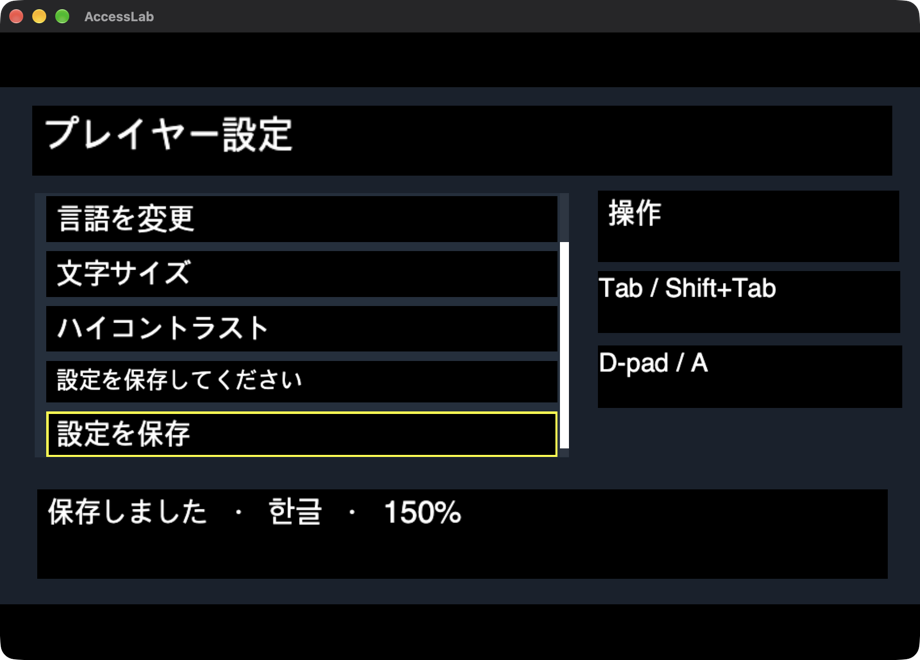 AccessLab
プレイヤー設定
言語を変更
文字サイズ
ハイコントラスト
設定を保存してください
設定を保存
操作
Tab / Shift+Tab
D-pad / A
保存しました · 한글 · 150%